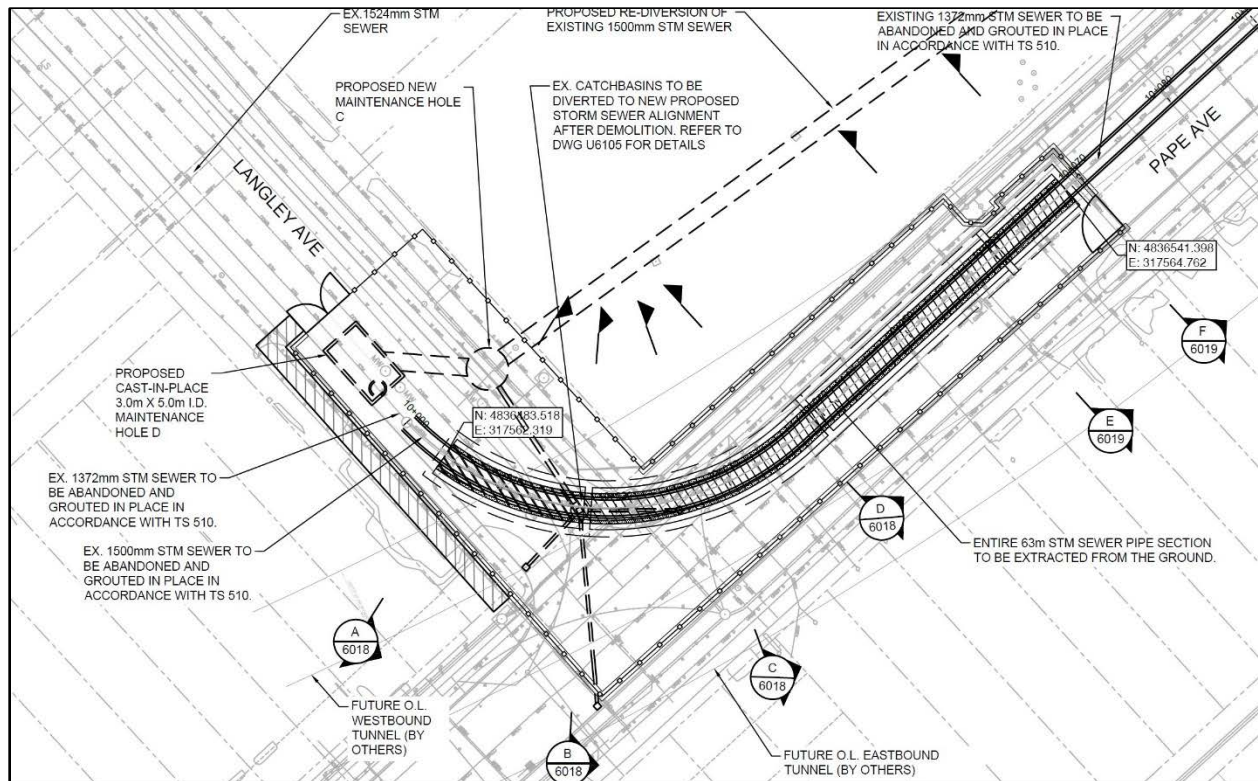 EX.1524mm STM
SEWER
PROPOSED RE-DIVERSION OF
EXISTING 1500mm STM SEWER
EXISTING 1372mm STM SEWER TO BE
ABANDONED AND GROUTED IN PLACE
IN ACCORDANCE WITH TS 510.
PROPOSED NEW
MAINTENANCE HOLE
C
EX. CATCHBASINS TO BE
DIVERTED TO NEW PROPOSED
STORM SEWER ALIGNMENT
AFTER DEMOLITION. REFER TO
DWG U6105 FOR DETAILS
10+080
PAPE AVE
LANGLEY AVE
N: 4836541.398
E: 317564.762
F
6019
PROPOSED
CAST-IN-PLACE
3.0m X 5.0m I.D.
MAINTENANCE
HOLE D
E: 317562.319
E
6019
EX. 1372mm STM SEWER TO
BE ABANDONED AND
GROUTED IN PLACE IN
ACCORDANCE WITH TS 510.
D
6018
ENTIRE 63m STM SEWER PIPE SECTION
TO BE EXTRACTED FROM THE GROUND.
EX. 1500mm STM SEWER TO
BE ABANDONED AND
GROUTED IN PLACE IN
ACCORDANCE WITH TS 510.
A
6018
C
6018
FUTURE O.L.
WESTBOUND
TUNNEL (BY
OTHERS)
B
6018
FUTURE O.L. EASTBOUND
TUNNEL (BY OTHERS)